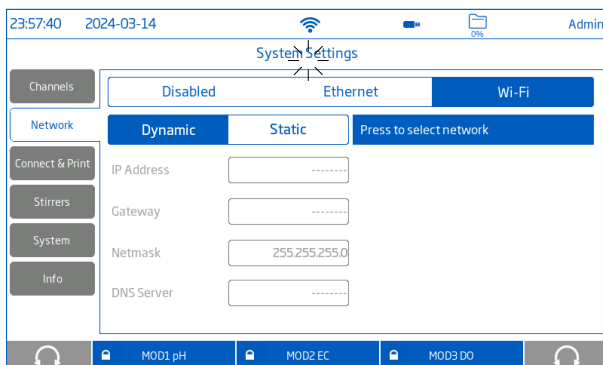 23:57:40 2024-03-14 0% Admin
System Settings
Channels Disabled Ethernet Wi-Fi
Network Dynamic Static Press to select network
Connect & Print IP Address --------
Stirrers Gateway --------
System Netmask 255.255.255.0
Info DNS Server --------
MOD1 pH MOD2 EC MOD3 DO